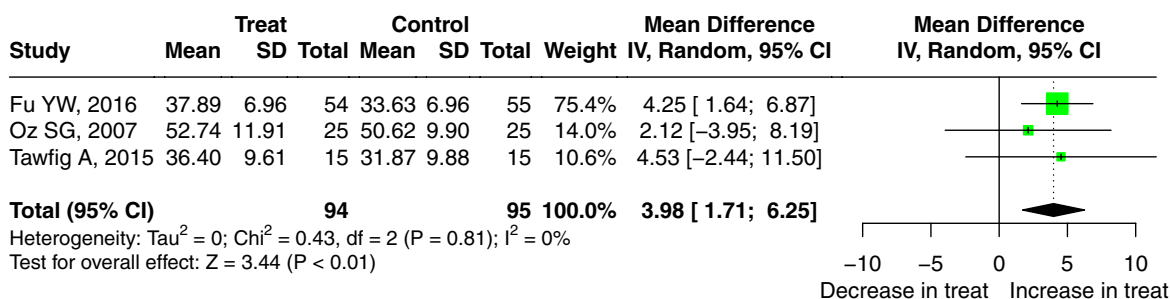 Treat Control Mean Difference Mean Difference
Study Mean SD Total Mean SD Total Weight IV, Random, 95% CI IV, Random, 95% CI
Fu YW, 2016 37.89 6.96 54 33.63 6.96 55 75.4% 4.25 [ 1.64; 6.87]
Oz SG, 2007 52.74 11.91 25 50.62 9.90 25 14.0% 2.12 [−3.95; 8.19]
Tawfig A, 2015 36.40 9.61 15 31.87 9.88 15 10.6% 4.53 [−2.44; 11.50]
Total (95% CI) 94 95 100.0% 3.98 [ 1.71; 6.25]
Heterogeneity: Tau² = 0; Chi² = 0.43, df = 2 (P = 0.81); I² = 0%
Test for overall effect: Z = 3.44 (P < 0.01)
−10 −5 0 5 10
Decrease in treat Increase in treat